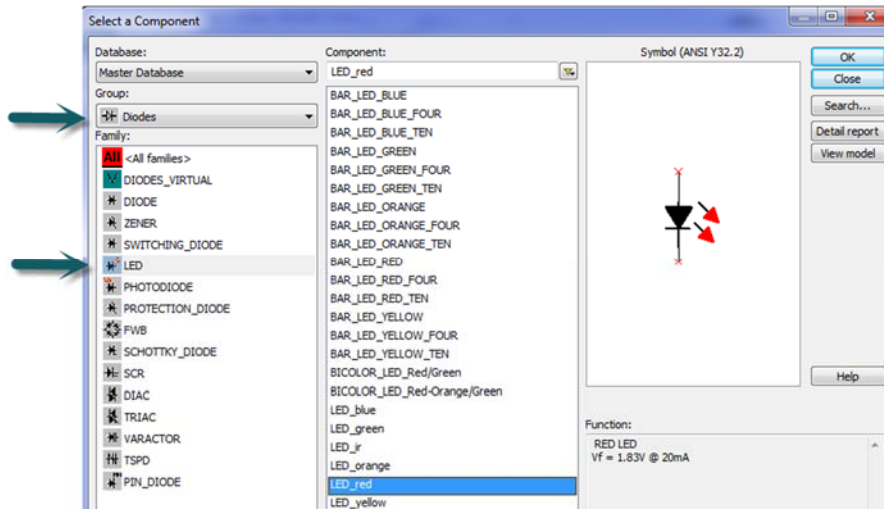 Select a Component
Database:
Master Database
Group:
Diodes
Family:
All <All families>
DIODES_VIRTUAL
DIODE
ZENER
SWITCHING_DIODE
LED
PHOTODIODE
PROTECTION_DIODE
FWB
SCHOTTKY_DIODE
SCR
DIAC
TRIAC
VARACTOR
TSPD
PIN_DIODE
Component:
LED_red
BAR_LED_BLUE
BAR_LED_BLUE_FOUR
BAR_LED_BLUE_TEN
BAR_LED_GREEN
BAR_LED_GREEN_FOUR
BAR_LED_GREEN_TEN
BAR_LED_ORANGE
BAR_LED_ORANGE_FOUR
BAR_LED_ORANGE_TEN
BAR_LED_RED
BAR_LED_RED_FOUR
BAR_LED_RED_TEN
BAR_LED_YELLOW
BAR_LED_YELLOW_FOUR
BAR_LED_YELLOW_TEN
BICOLOR_LED_Red/Green
BICOLOR_LED_Red-Orange/Green
LED_blue
LED_green
LED_ir
LED_orange
LED_red
LED_yellow
Symbol (ANSI Y32.2)
Function:
RED LED
Vf = 1.83V @ 20mA
OK
Close
Search...
Detail report
View model
Help